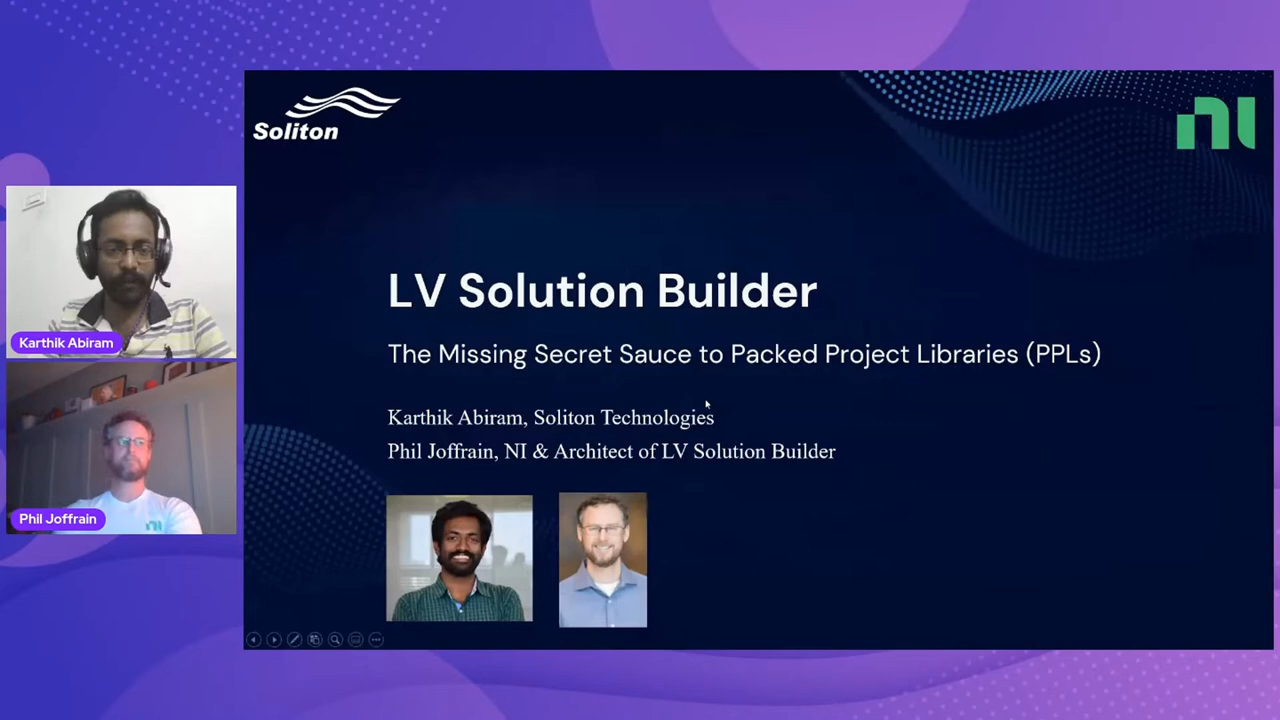 Soliton
NI
LV Solution Builder
The Missing Secret Sauce to Packed Project Libraries (PPLs)
Karthik Abiram, Soliton Technologies
Phil Joffrain, NI & Architect of LV Solution Builder
Karthik Abiram
Phil Joffrain